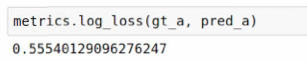 metrics.log_loss(gt_a, pred_a)
0.55540129096276247